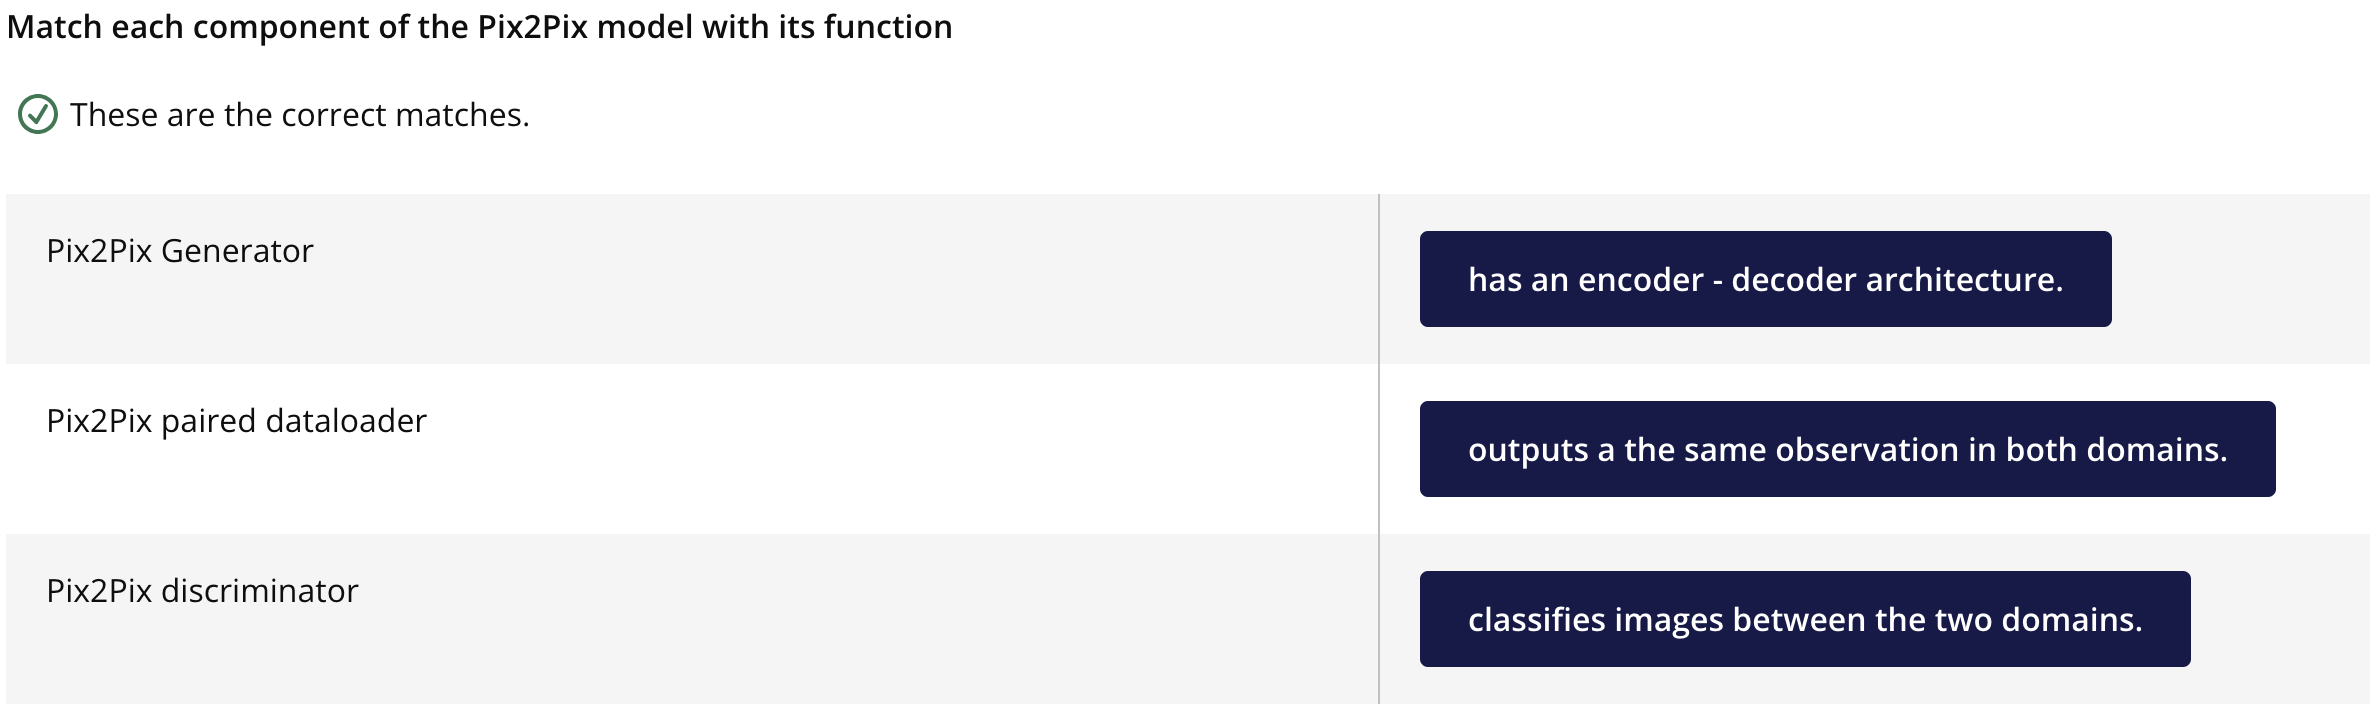 Match each component of the Pix2Pix model with its function
These are the correct matches.
Pix2Pix Generator
has an encoder - decoder architecture.
Pix2Pix paired dataloader
outputs a the same observation in both domains.
Pix2Pix discriminator
classifies images between the two domains.